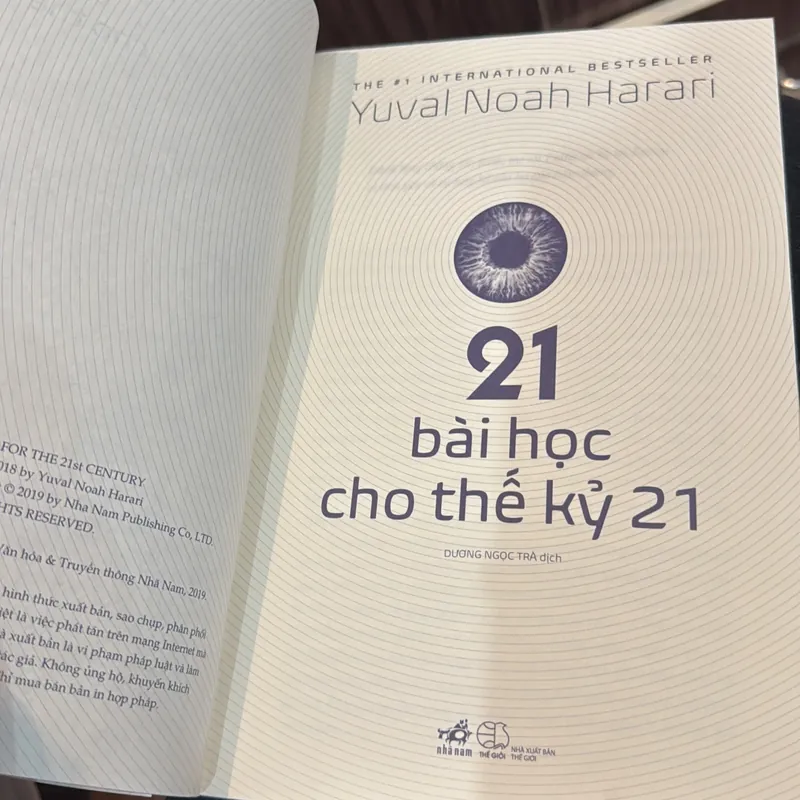 FOR THE 21st CENTURY
018 by Yuval Noah Harari
© 2019 by Nha Nam Publishing Co, LTD.
RESERVED.
Văn hóa & Truyền thông Nhã Nam, 2019.
hình thức xuất bản, sao chụp, phân phối
là việc phát tán trên mạng Internet mà
xuất bản là vi phạm pháp luật và làm
giả. Không ủng hộ, khuyến khích
mua bán bản in hợp pháp.
THE #1 INTERNATIONAL BESTSELLER
Yuval Noah Harari
21
bài học
cho thế kỷ 21
DƯƠNG NGỌC TRÀ dịch
nhã nam
THẾ GIỚI
NHÀ XUẤT BẢN
THẾ GIỚI